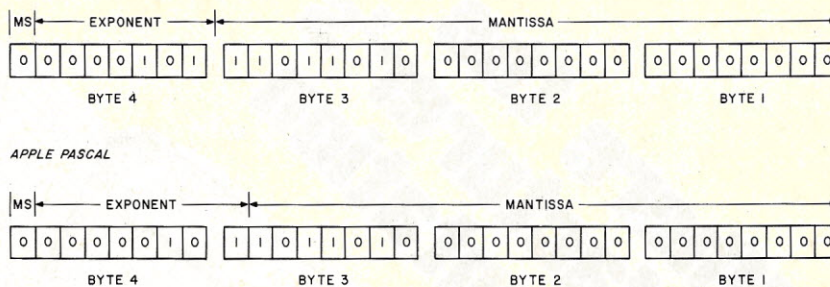 MS EXPONENT MANTISSA
0 0 0 0 0 1 0 1 1 1 0 1 1 0 1 0 0 0 0 0 0 0 0 0 0 0 0 0 0 0 0 0
BYTE 4 BYTE 3 BYTE 2 BYTE 1
APPLE PASCAL
MS EXPONENT MANTISSA
0 0 0 0 0 0 1 0 1 1 0 1 1 0 1 0 0 0 0 0 0 0 0 0 0 0 0 0 0 0 0 0
BYTE 4 BYTE 3 BYTE 2 BYTE 1